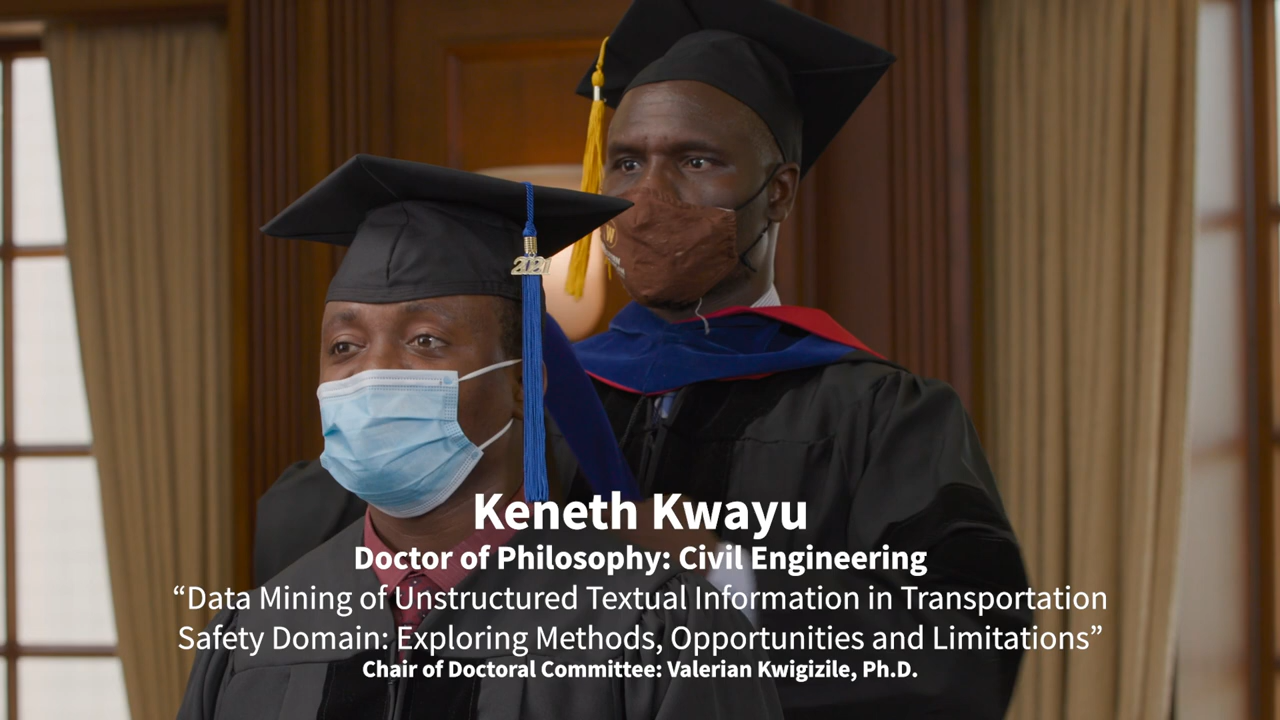 2021
W
Keneth Kwayu
Doctor of Philosophy: Civil Engineering
“Data Mining of Unstructured Textual Information in Transportation
Safety Domain: Exploring Methods, Opportunities and Limitations”
Chair of Doctoral Committee: Valerian Kwigizile, Ph.D.